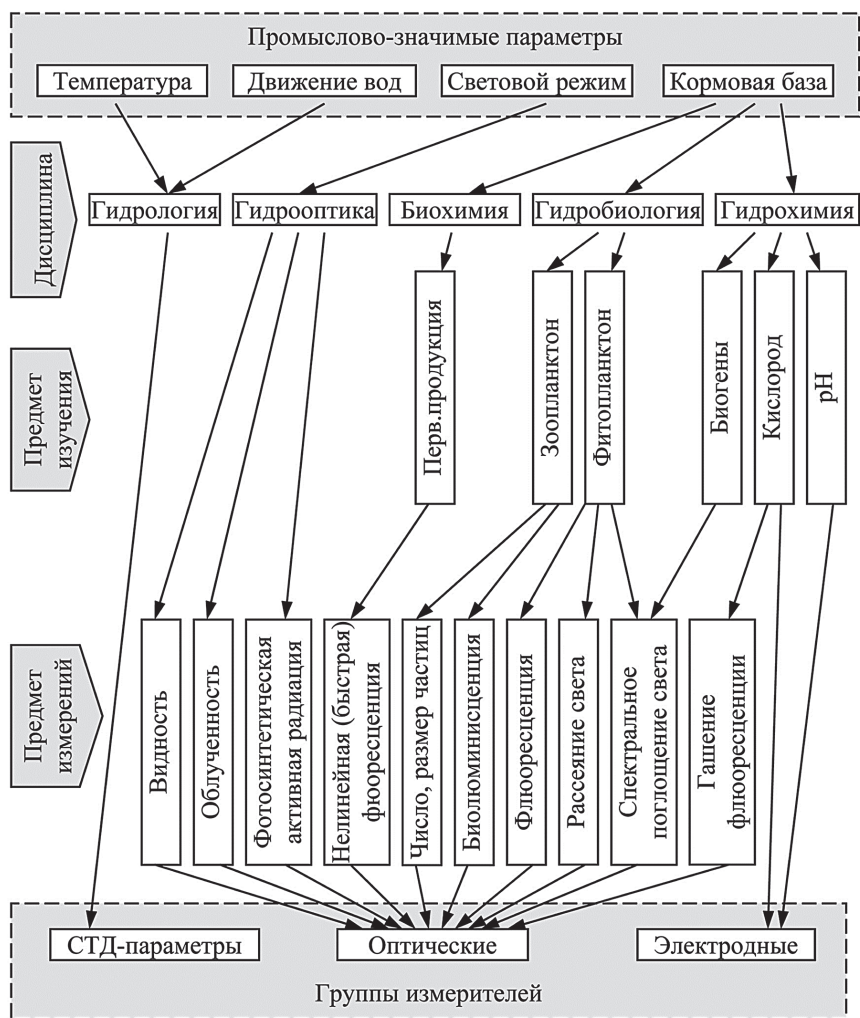 Промыслово-значимые параметры
Температура
Движение вод
Световой режим
Кормовая база
Дисциплина
Гидрология
Гидрооптика
Биохимия
Гидробиология
Гидрохимия
Предмет
изучения
Перв.продукция
Зоопланктон
Фитопланктон
Биогены
Кислород
pH
Предмет
измерений
Видность
Облученность
Фотосинтетическая
активная радиация
Нелинейная (быстрая)
фюоресценция
Число, размер частиц
Биолюминисценция
Флюоресценция
Рассеяние света
Спектральное
поглощение света
Гашение
флюоресценции
СТД-параметры
Оптические
Электродные
Группы измерителей